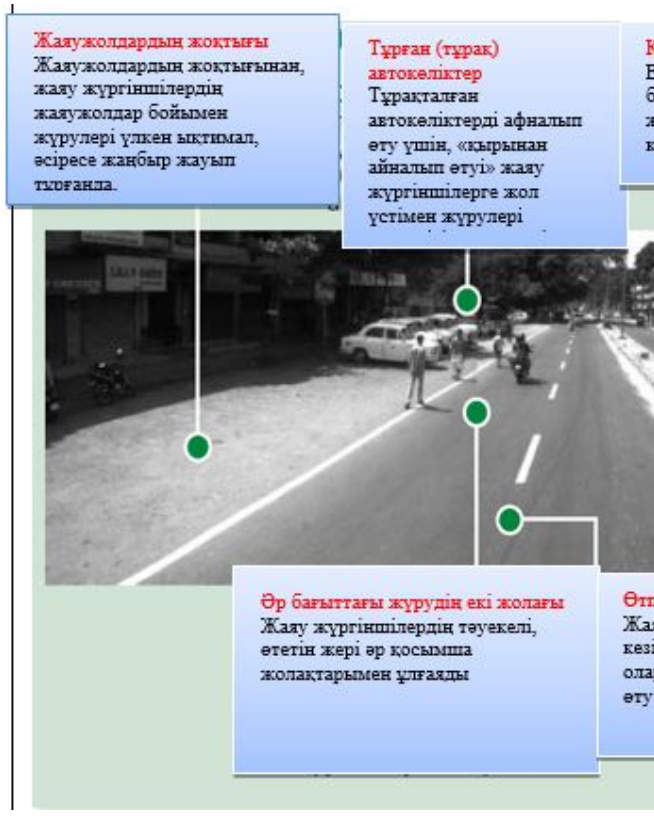 Жаяужолдардың жоқтығы
Жаяужолдардың жоқтығынан,
жаяу жүргіншілердің
жаяужолдар бойымен
жүрулері үлкен ықтимал,
әсіресе жаңбыр жауып
тұрғанда.
Тұрған (тұрақ)
автокөліктер
Тұрақталған
автокөліктерді афналып
өту үшін, «қырынан
айналып өтуі» жаяу
жүргіншілерге жол
үстімен жүрулері
Әр бағыттағы жүрудің екі жолағы
Жаяу жүргіншілердің тәуекелі,
өтетін жері әр қосымша
жолақтарымен ұлғаяды
өту